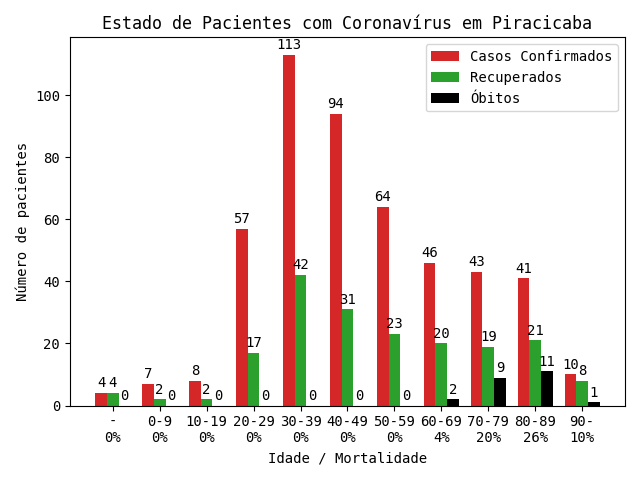 Estado de Pacientes com Coronavírus em Piracicaba
Casos Confirmados
Recuperados
Óbitos
Número de pacientes
100
80
60
40
20
0
4 4 0
7 2 0
8 2 0
57 17 0
113 42 0
94 31 0
64 23 0
46 20 2
43 19 9
41 21 11
10 8 1
- 0-9 10-19 20-29 30-39 40-49 50-59 60-69 70-79 80-89 90-
0% 0% 0% 0% 0% 0% 0% 4% 20% 26% 10%
Idade / Mortalidade